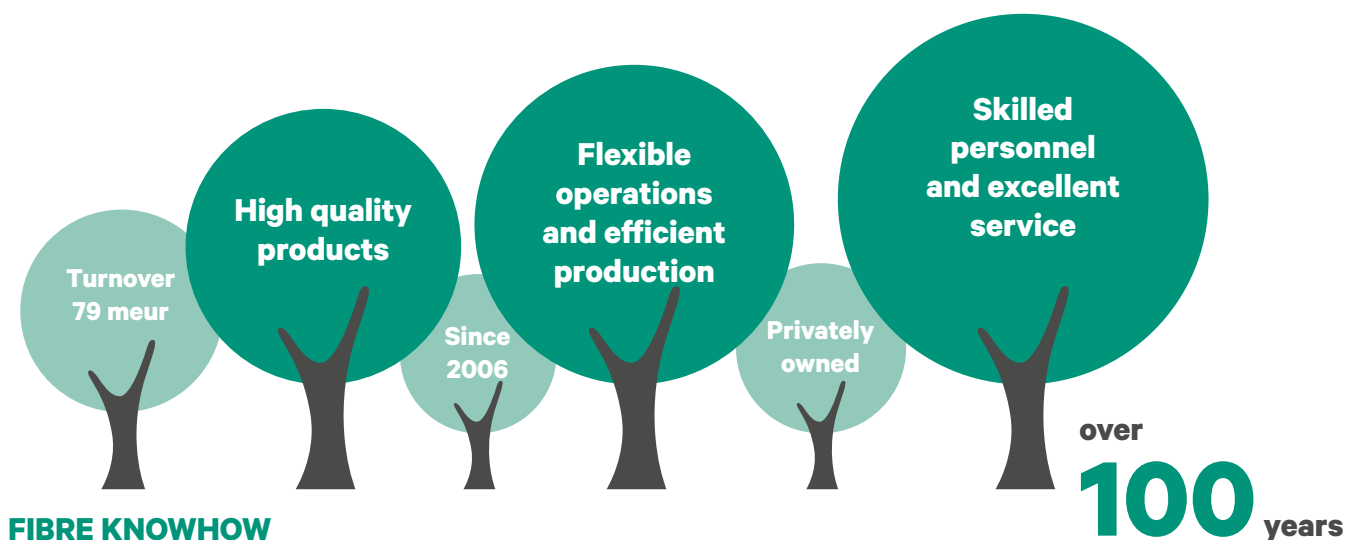 Turnover
79 meur
High quality
products
Since
2006
Flexible
operations
and efficient
production
Privately
owned
Skilled
personnel
and excellent
service
FIBRE KNOWHOW
over
100 years